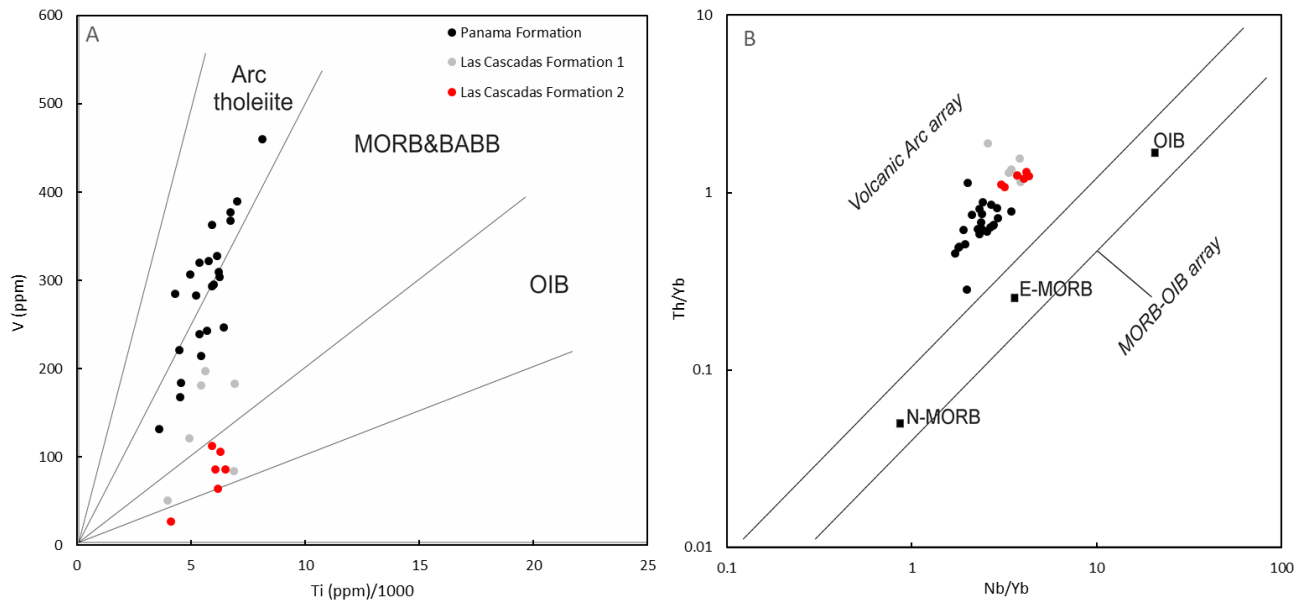 A
600
500
400
300
200
100
0
V (ppm)
0
5
10
15
20
25
Ti (ppm)/1000
Panama Formation
Las Cascadas Formation 1
Las Cascadas Formation 2
Arc
tholeiite
MORB&BABB
OIB
B
10
1
0.1
0.01
Th/Yb
0.1
1
10
100
Nb/Yb
Volcanic Arc array
OIB
E-MORB
N-MORB
MORB-OIB array